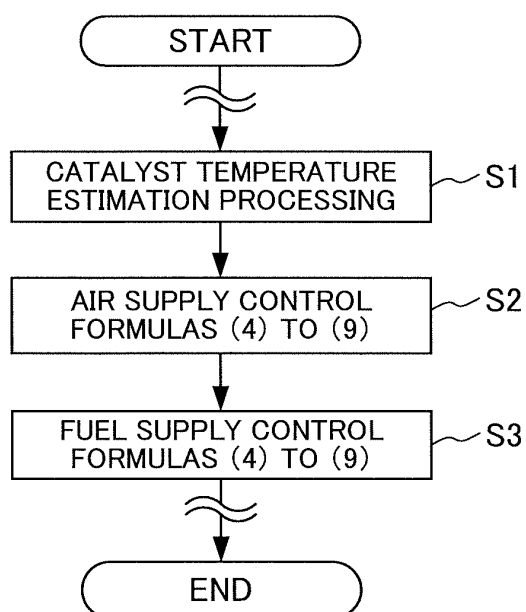 START
CATALYST TEMPERATURE
ESTIMATION PROCESSING
S1
AIR SUPPLY CONTROL
FORMULAS (4) TO (9)
S2
FUEL SUPPLY CONTROL
FORMULAS (4) TO (9)
S3
END